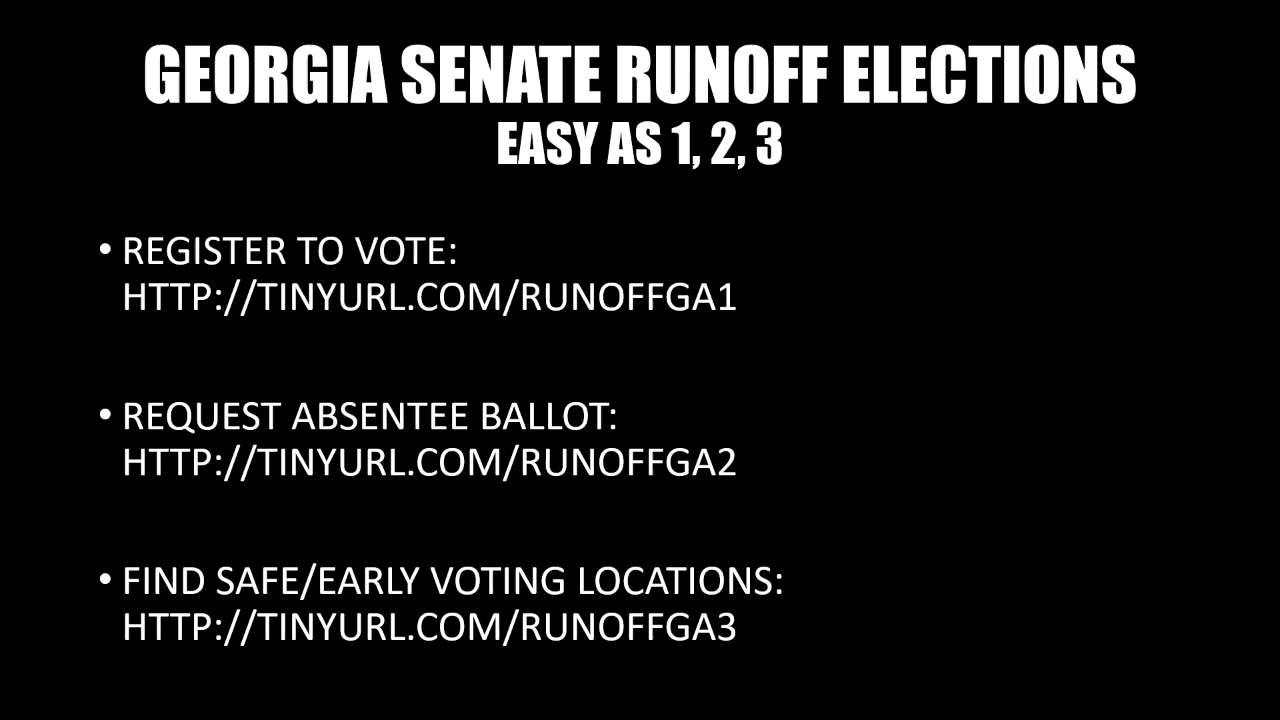 GEORGIA SENATE RUNOFF ELECTIONS
EASY AS 1, 2, 3
• REGISTER TO VOTE:
HTTP://TINYURL.COM/RUNOFFGA1
• REQUEST ABSENTEE BALLOT:
HTTP://TINYURL.COM/RUNOFFGA2
• FIND SAFE/EARLY VOTING LOCATIONS:
HTTP://TINYURL.COM/RUNOFFGA3